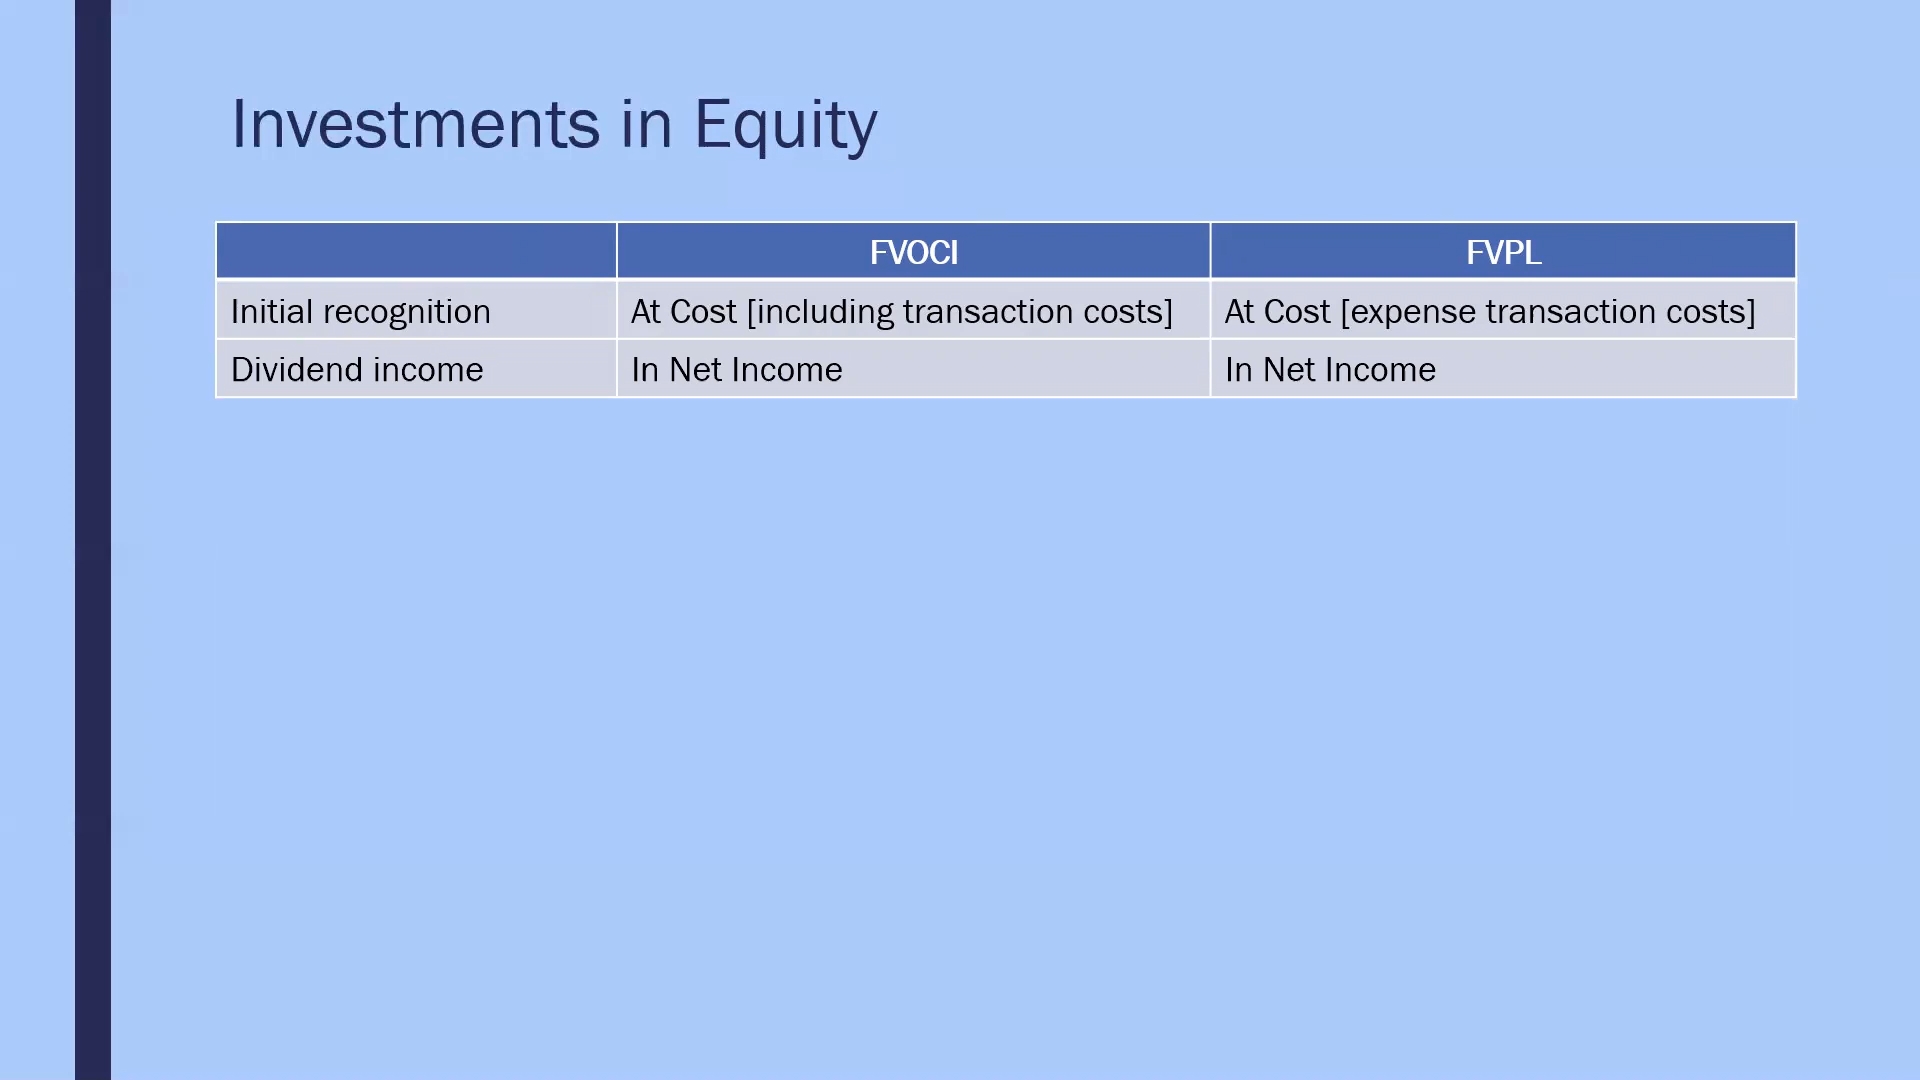 Investments in Equity
FVOCI FVPL
Initial recognition At Cost [including transaction costs] At Cost [expense transaction costs]
Dividend income In Net Income In Net Income